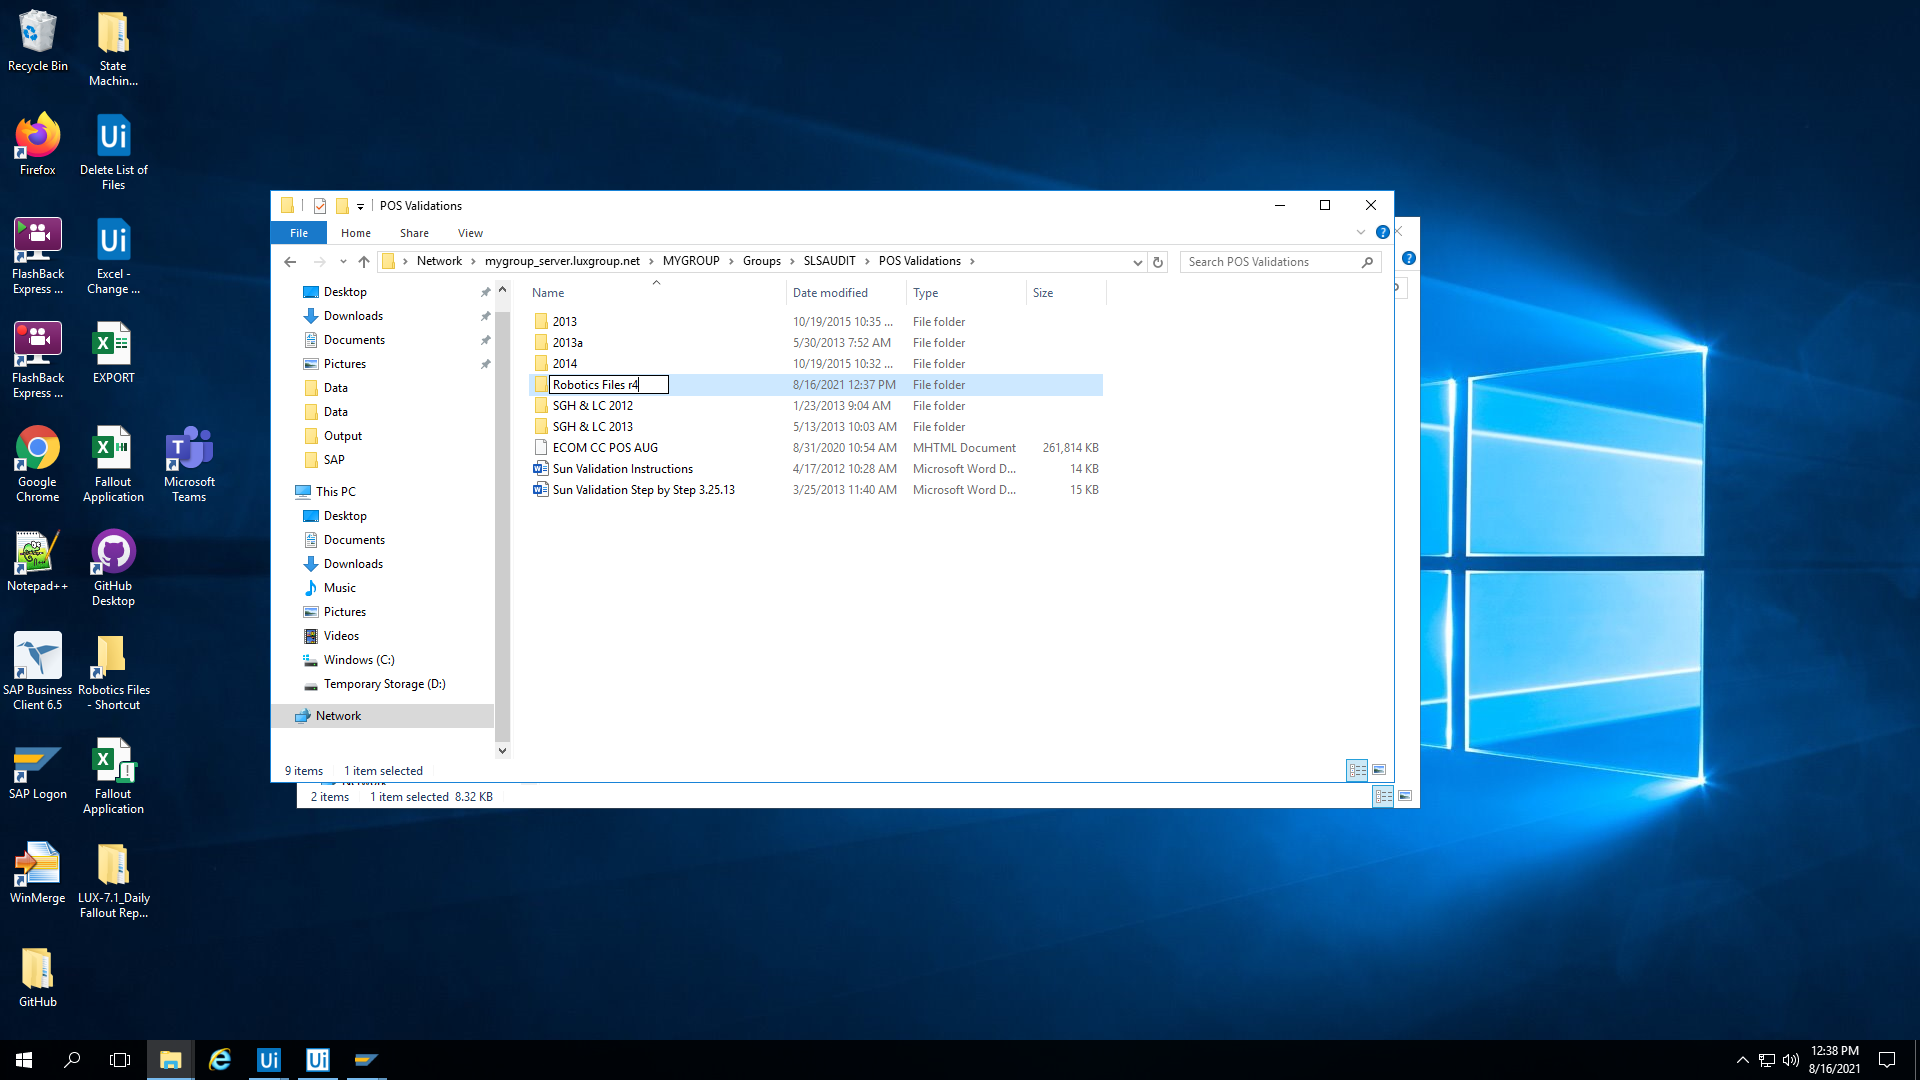 Recycle Bin
State
Machin...
Firefox
Delete List of
Files
FlashBack
Express ...
Excel -
Change ...
FlashBack
Express ...
EXPORT
Google
Chrome
Fallout
Application
Microsoft
Teams
Notepad++
GitHub
Desktop
SAP Business
Client 6.5
Robotics Files
- Shortcut
SAP Logon
Fallout
Application
WinMerge
LUX-7.1_Daily
Fallout Rep...
GitHub
POS Validations
File Home Share View
Network mygroup_server.luxgroup.net MYGROUP Groups SLSAUDIT POS Validations
Search POS Validations
Desktop
Downloads
Documents
Pictures
Data
Data
Output
SAP
This PC
Desktop
Documents
Downloads
Music
Pictures
Videos
Windows (C:)
Temporary Storage (D:)
Network
Name Date modified Type Size
2013 10/19/2015 10:35 ... File folder
2013a 5/30/2013 7:52 AM File folder
2014 10/19/2015 10:32 ... File folder
Robotics Files r4 8/16/2021 12:37 PM File folder
SGH & LC 2012 1/23/2013 9:04 AM File folder
SGH & LC 2013 5/13/2013 10:03 AM File folder
ECOM CC POS AUG 8/31/2020 10:54 AM MHTML Document 261,814 KB
Sun Validation Instructions 4/17/2012 10:28 AM Microsoft Word D... 14 KB
Sun Validation Step by Step 3.25.13 3/25/2013 11:40 AM Microsoft Word D... 15 KB
9 items 1 item selected
2 items 1 item selected 8.32 KB
12:38 PM
8/16/2021